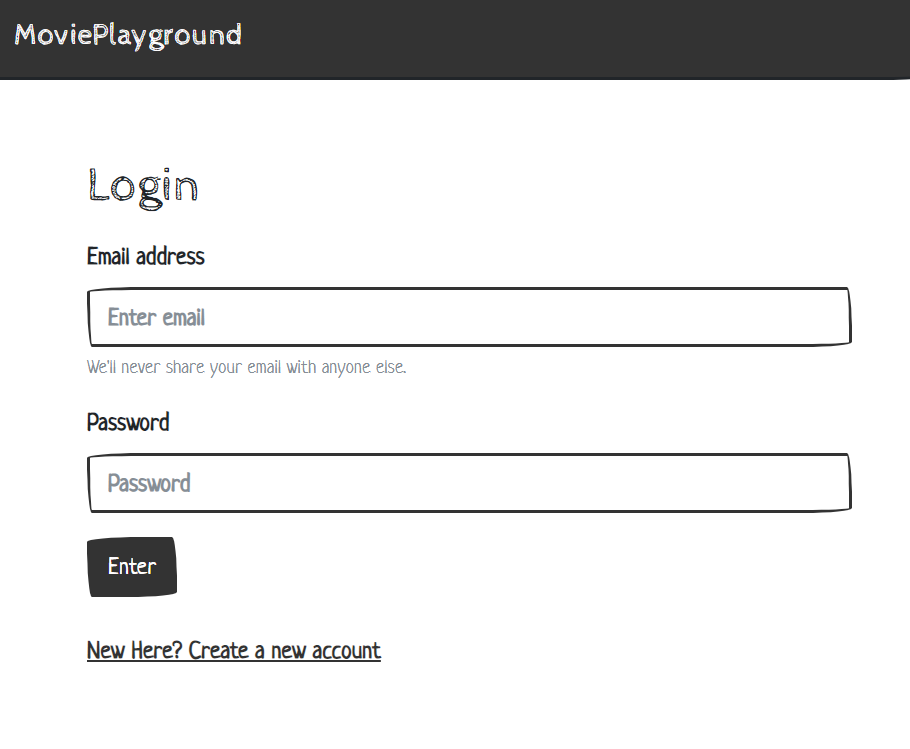 MoviePlayground
Login
Email address
Enter email
We'll never share your email with anyone else.
Password
Password
Enter
New Here? Create a new account